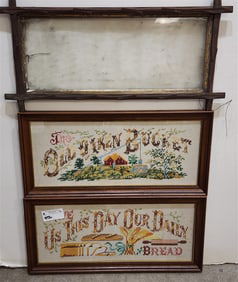 The
Old Oaken Bucket
Us This Day Our Daily
Bread